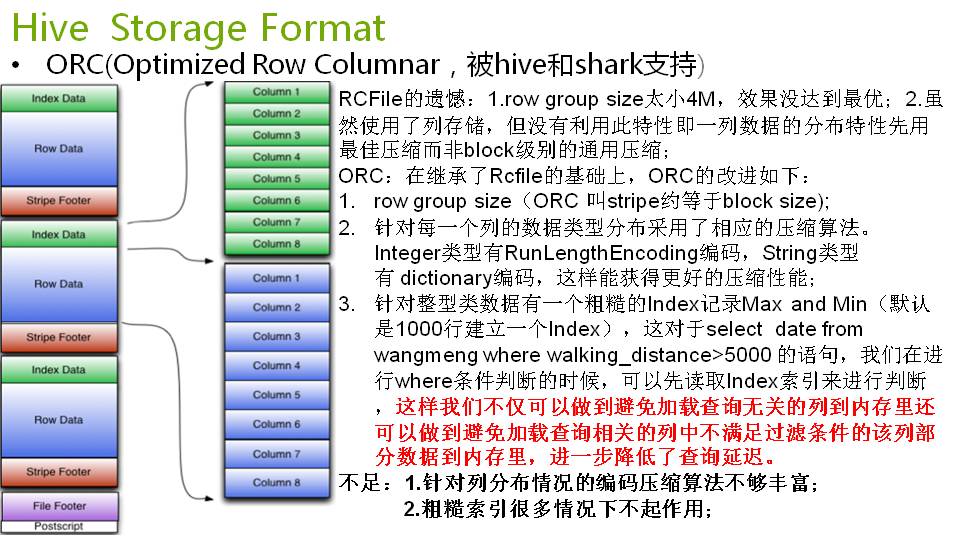 Hive Storage Format
• ORC(Optimized Row Columnar，被hive和shark支持)
Index Data
Row Data
Stripe Footer
Index Data
Row Data
Stripe Footer
Index Data
Row Data
Stripe Footer
File Footer
Postscript
Column 1
Column 2
Column 3
Column 4
Column 5
Column 6
Column 7
Column 8
Column 1
Column 2
Column 3
Column 4
Column 5
Column 6
Column 7
Column 8
RCFile的遗憾：1.row group size太小4M，效果没达到最优；2.虽
然使用了列存储，但没有利用此特性即一列数据的分布特性先用
最佳压缩而非block级别的通用压缩；
ORC：在继承了Rcfile的基础上，ORC的改进如下：
1. row group size（ORC 叫stripe约等于block size);
2. 针对每一个列的数据类型分布采用了相应的压缩算法。
Integer类型有RunLengthEncoding编码，String类型
有 dictionary编码，这样能获得更好的压缩性能；
3. 针对整型类数据有一个粗糙的Index记录Max and Min（默认
是1000行建立一个Index），这对于select date from
wangmeng where walking_distance>5000 的语句，我们在进
行where条件判断的时候，可以先读取Index索引来进行判断
，这样我们不仅可以做到避免加载查询无关的列到内存里还
可以做到避免加载查询相关的列中不满足过滤条件的该列部
分数据到内存里，进一步降低了查询延迟。
不足：1.针对列分布情况的编码压缩算法不够丰富；
2.粗糙索引很多情况下不起作用；